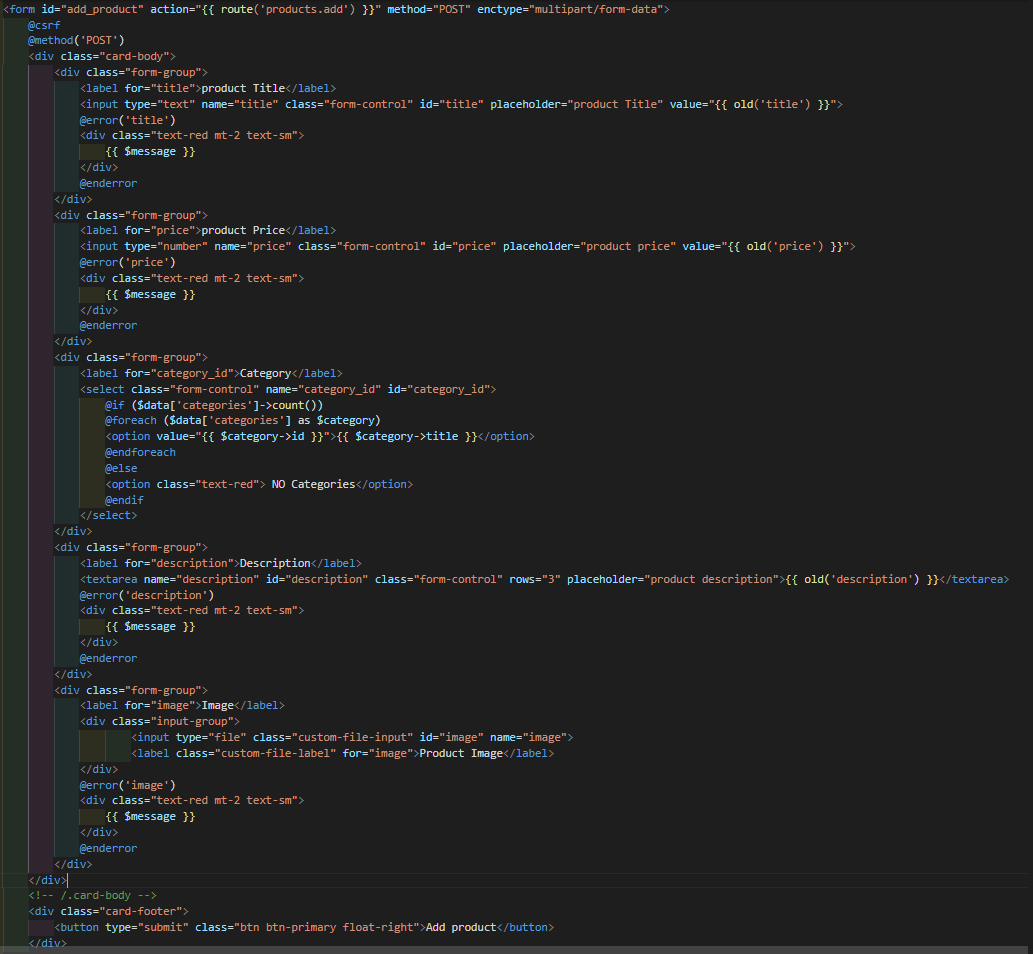 <form id="add_product" action="{{ route('products.add') }}" method="POST" enctype="multipart/form-data">
@csrf
@method('POST')
<div class="card-body">
<div class="form-group">
<label for="title">product Title</label>
<input type="text" name="title" class="form-control" id="title" placeholder="product Title" value="{{ old('title') }}">
@error('title')
<div class="text-red mt-2 text-sm">
{{ $message }}
</div>
@enderror
</div>
<div class="form-group">
<label for="price">product Price</label>
<input type="number" name="price" class="form-control" id="price" placeholder="product price" value="{{ old('price') }}">
@error('price')
<div class="text-red mt-2 text-sm">
{{ $message }}
</div>
@enderror
</div>
<div class="form-group">
<label for="category_id">Category</label>
<select class="form-control" name="category_id" id="category_id">
@if ($data['categories']->count())
@foreach ($data['categories'] as $category)
<option value="{{ $category->id }}">{{ $category->title }}</option>
@endforeach
@else
<option class="text-red"> NO Categories</option>
@endif
</select>
</div>
<div class="form-group">
<label for="description">Description</label>
<textarea name="description" id="description" class="form-control" rows="3" placeholder="product description">{{ old('description') }}</textarea>
@error('description')
<div class="text-red mt-2 text-sm">
{{ $message }}
</div>
@enderror
</div>
<div class="form-group">
<label for="image">Image</label>
<div class="input-group">
<input type="file" class="custom-file-input" id="image" name="image">
<label class="custom-file-label" for="image">Product Image</label>
</div>
@error('image')
<div class="text-red mt-2 text-sm">
{{ $message }}
</div>
@enderror
</div>
</div>
<!-- /.card-body -->
<div class="card-footer">
<button type="submit" class="btn btn-primary float-right">Add product</button>
</div>